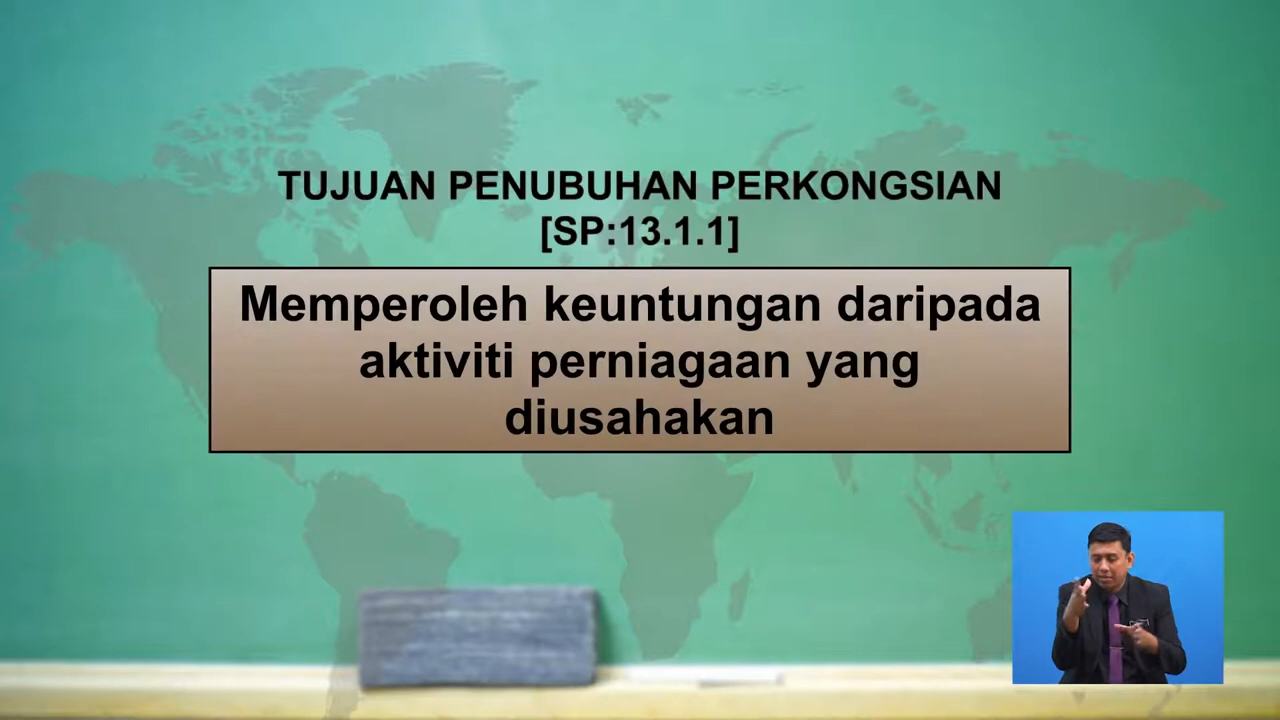 TUJUAN PENUBUHAN PERKONGSIAN
[SP:13.1.1]
Memperoleh keuntungan daripada
aktiviti perniagaan yang
diusahakan